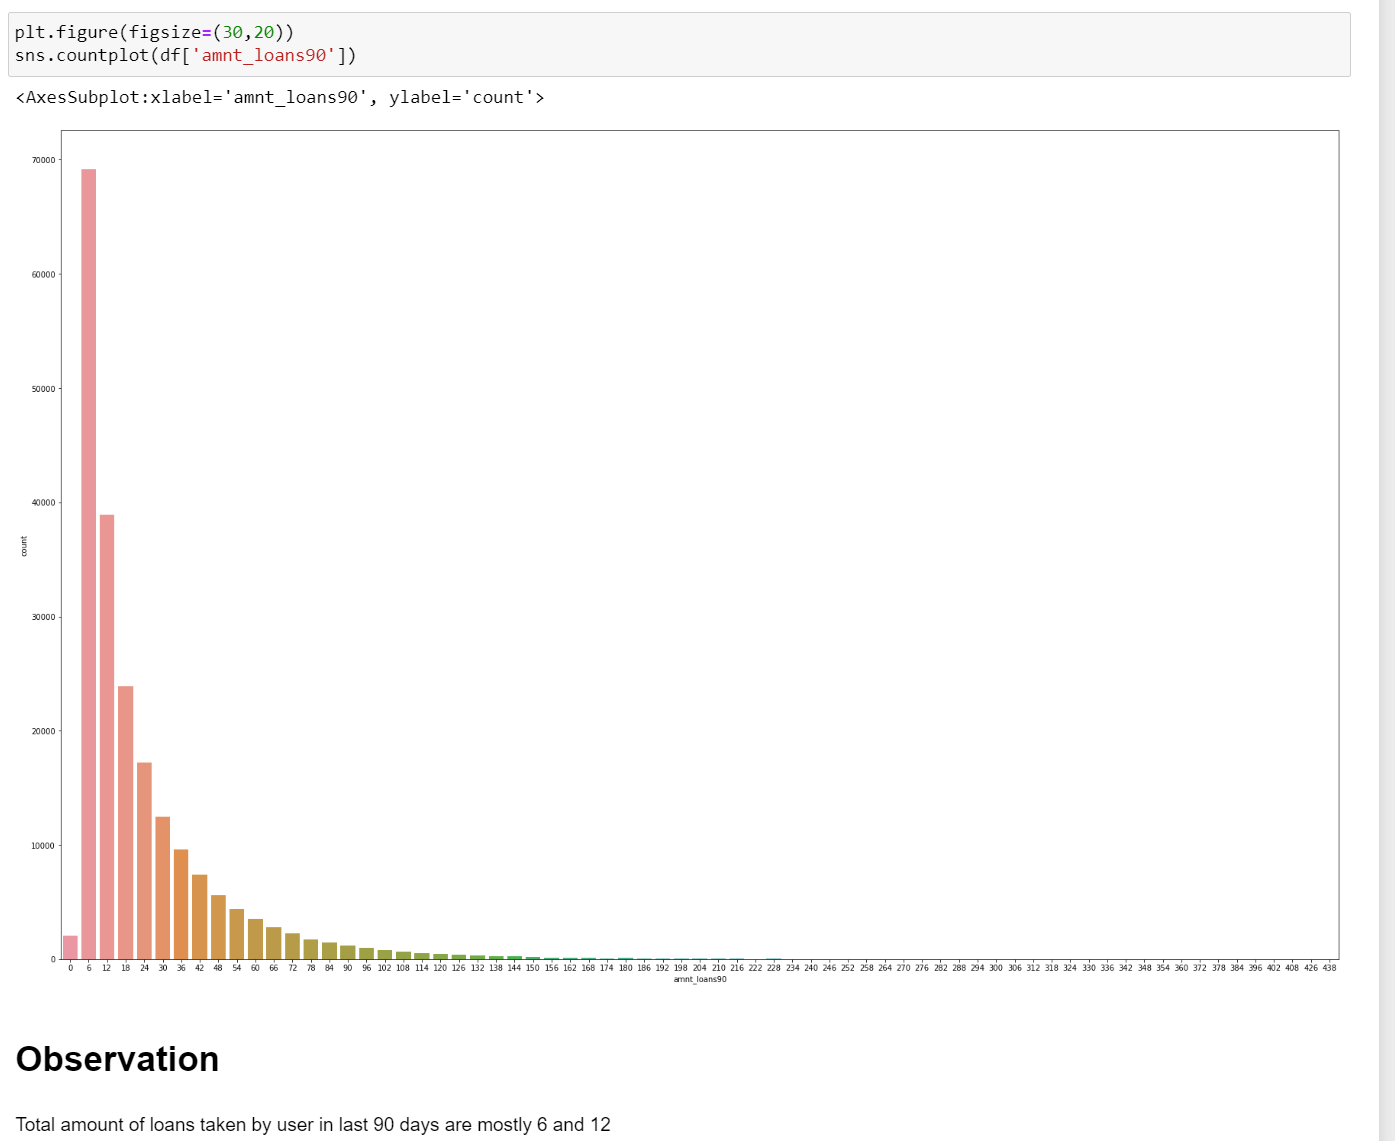 plt.figure(figsize=(30,20))
sns.countplot(df['amnt_loans90'])
<AxesSubplot:xlabel='amnt_loans90', ylabel='count'>
70000
60000
50000
40000
30000
20000
10000
0
count
0 6 12 18 24 30 36 42 48 54 60 66 72 78 84 90 96 102 108 114 120 126 132 138 144 150 156 162 168 174 180 186 192 198 204 210 216 222 228 234 240 246 252 258 264 270 276 282 288 294 300 306 312 318 324 330 336 342 348 354 360 372 378 384 396 402 408 426 438
amnt_loans90
Observation
Total amount of loans taken by user in last 90 days are mostly 6 and 12